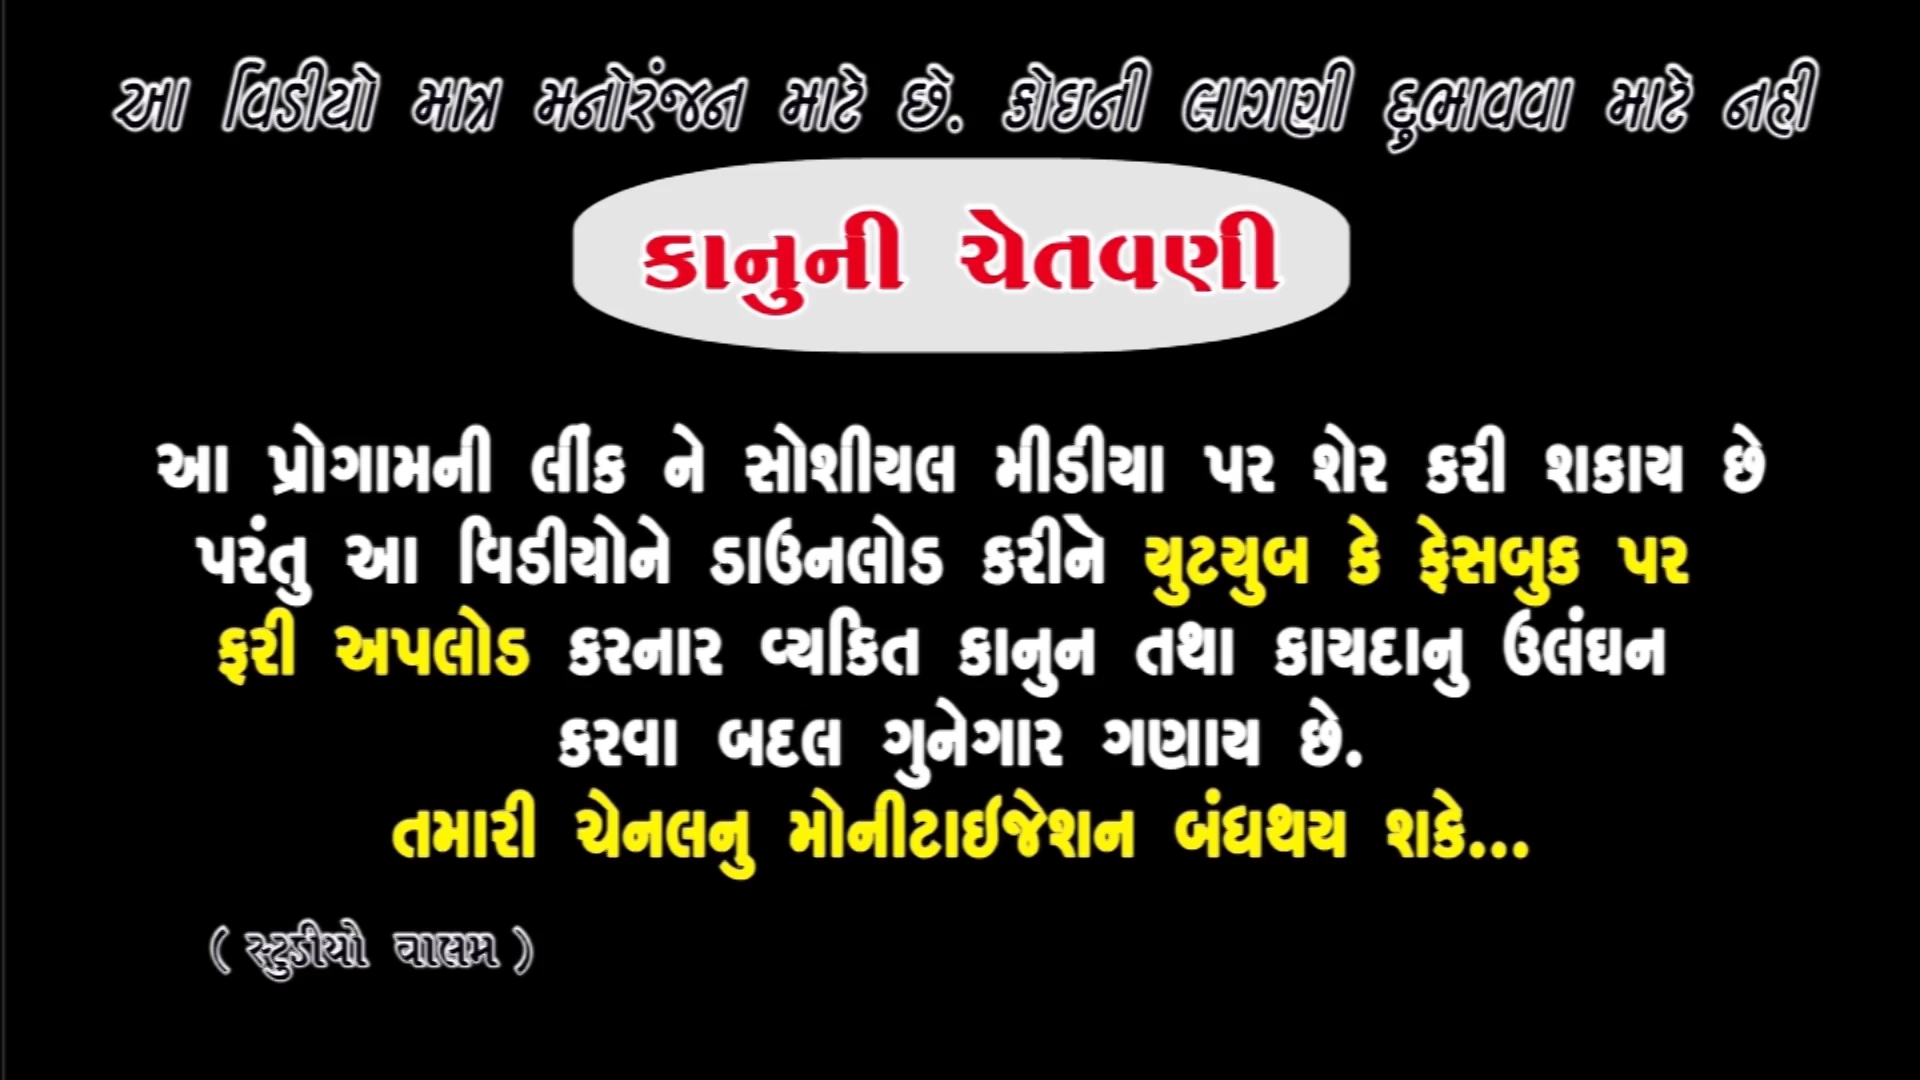 આ વિડીયો માત્ર મનોરંજન માટે છે. કોઇની લાગણી દુભાવવા માટે નહી
કાનુની ચેતવણી
આ પ્રોગામની લીંક ને સોશીયલ મીડીયા પર શેર કરી શકાય છે
પરંતુ આ વિડીયોને ડાઉનલોડ કરીને યુટયુબ કે ફેસબુક પર
ફરી અપલોડ કરનાર વ્યકિત કાનુન તથા કાયદાનુ ઉલંઘન
કરવા બદલ ગુનેગાર ગણાય છે.
તમારી ચેનલનુ મોનીટાઇજેશન બંધથય શકે...
( સ્ટુડીયો વાલમ )